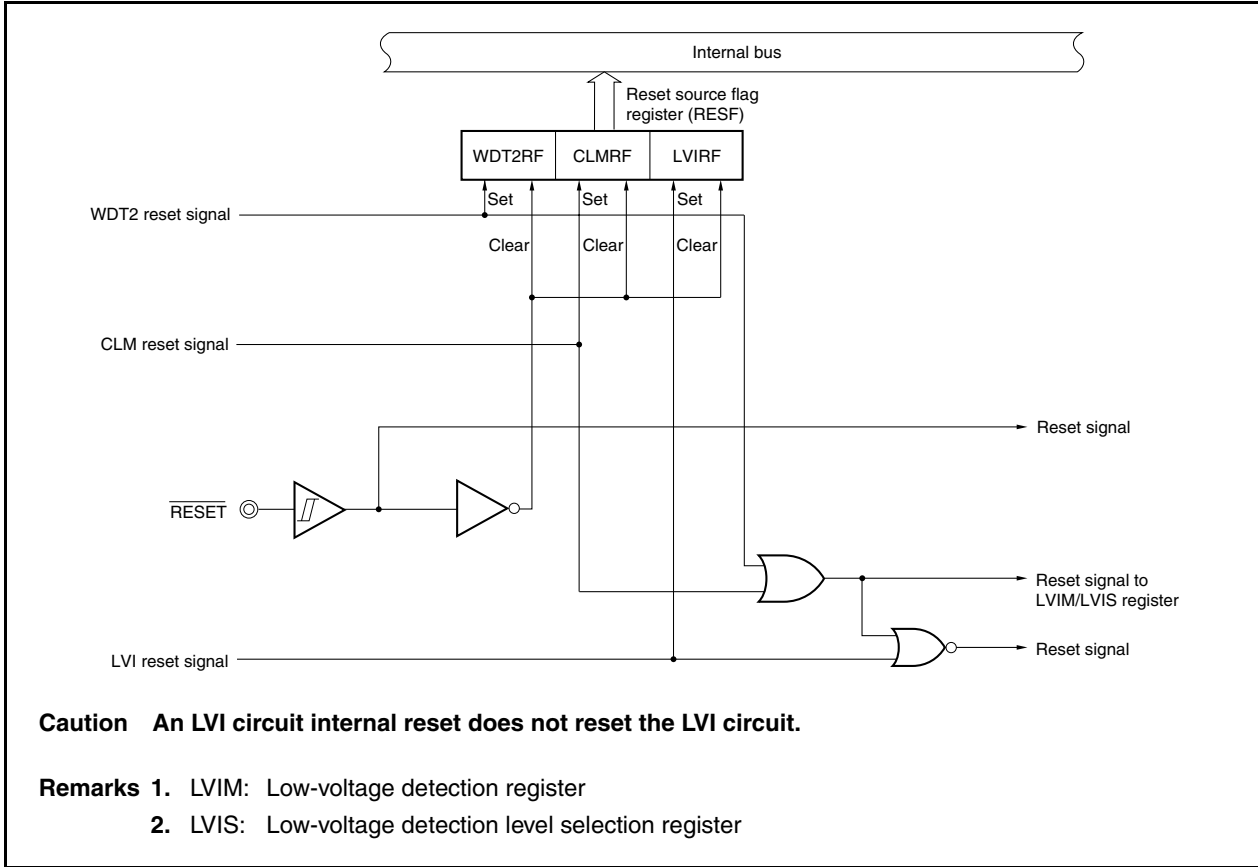 Internal bus
Reset source flag
register (RESF)
WDT2RF CLMRF LVIRF
Set Set Set
WDT2 reset signal
Clear Clear Clear
CLM reset signal
Reset signal
RESET
Reset signal to
LVIM/LVIS register
LVI reset signal
Reset signal
Caution An LVI circuit internal reset does not reset the LVI circuit.
Remarks 1. LVIM: Low-voltage detection register
2. LVIS: Low-voltage detection level selection register